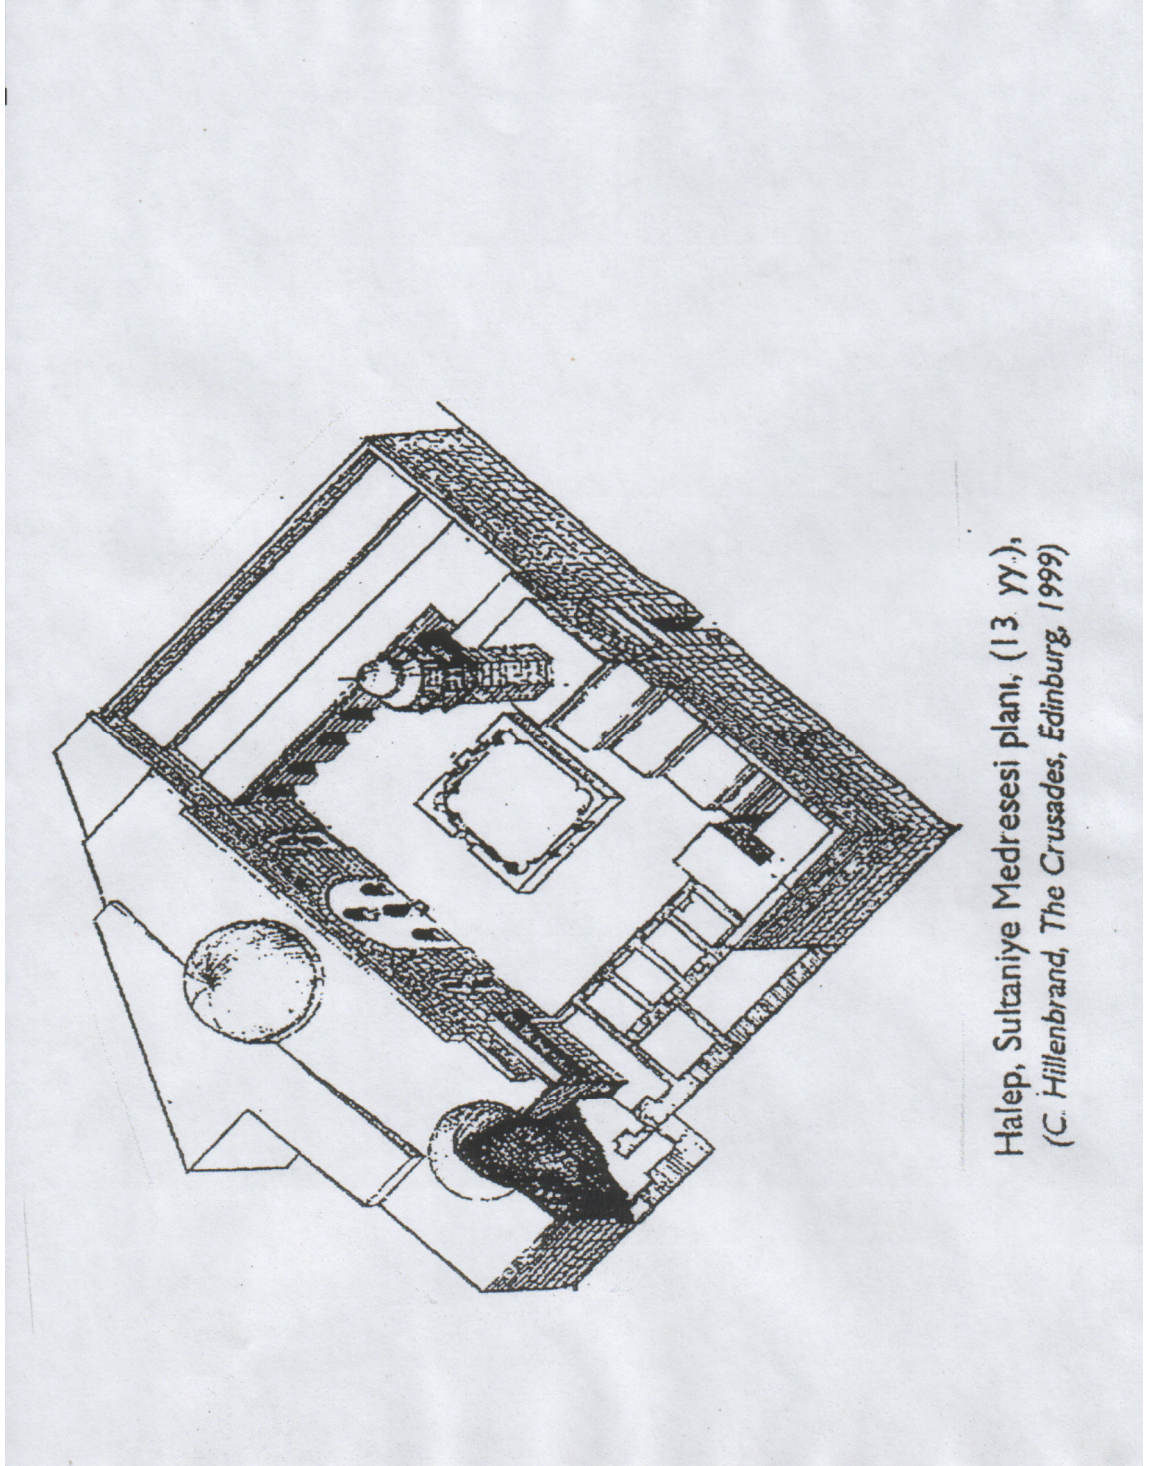 Halep, Sultaniye Medresesi planı, (13. yy.),
(C. Hillenbrand, The Crusades, Edinburg, 1999)